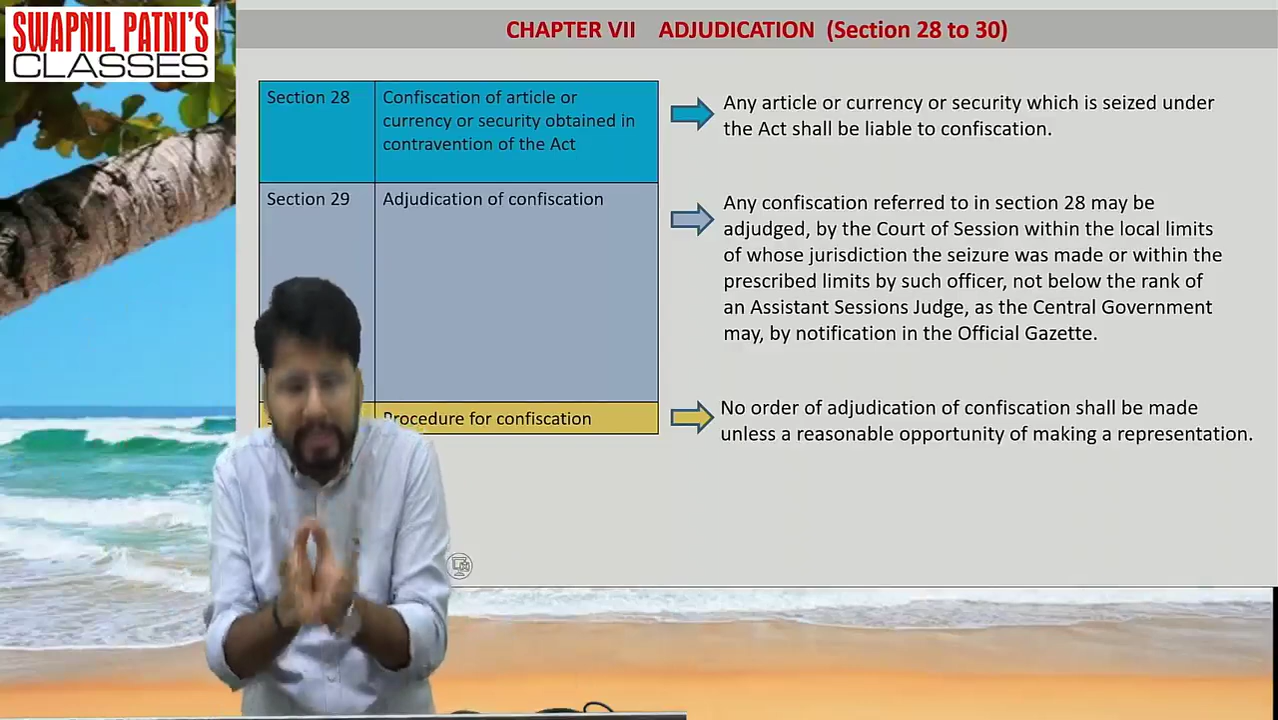 SWAPNIL PATNI'S
CLASSES
CHAPTER VII ADJUDICATION (Section 28 to 30)
Section 28
Confiscation of article or
currency or security obtained in
contravention of the Act
Any article or currency or security which is seized under
the Act shall be liable to confiscation.
Section 29
Adjudication of confiscation
Any confiscation referred to in section 28 may be
adjudged, by the Court of Session within the local limits
of whose jurisdiction the seizure was made or within the
prescribed limits by such officer, not below the rank of
an Assistant Sessions Judge, as the Central Government
may, by notification in the Official Gazette.
Procedure for confiscation
No order of adjudication of confiscation shall be made
unless a reasonable opportunity of making a representation.